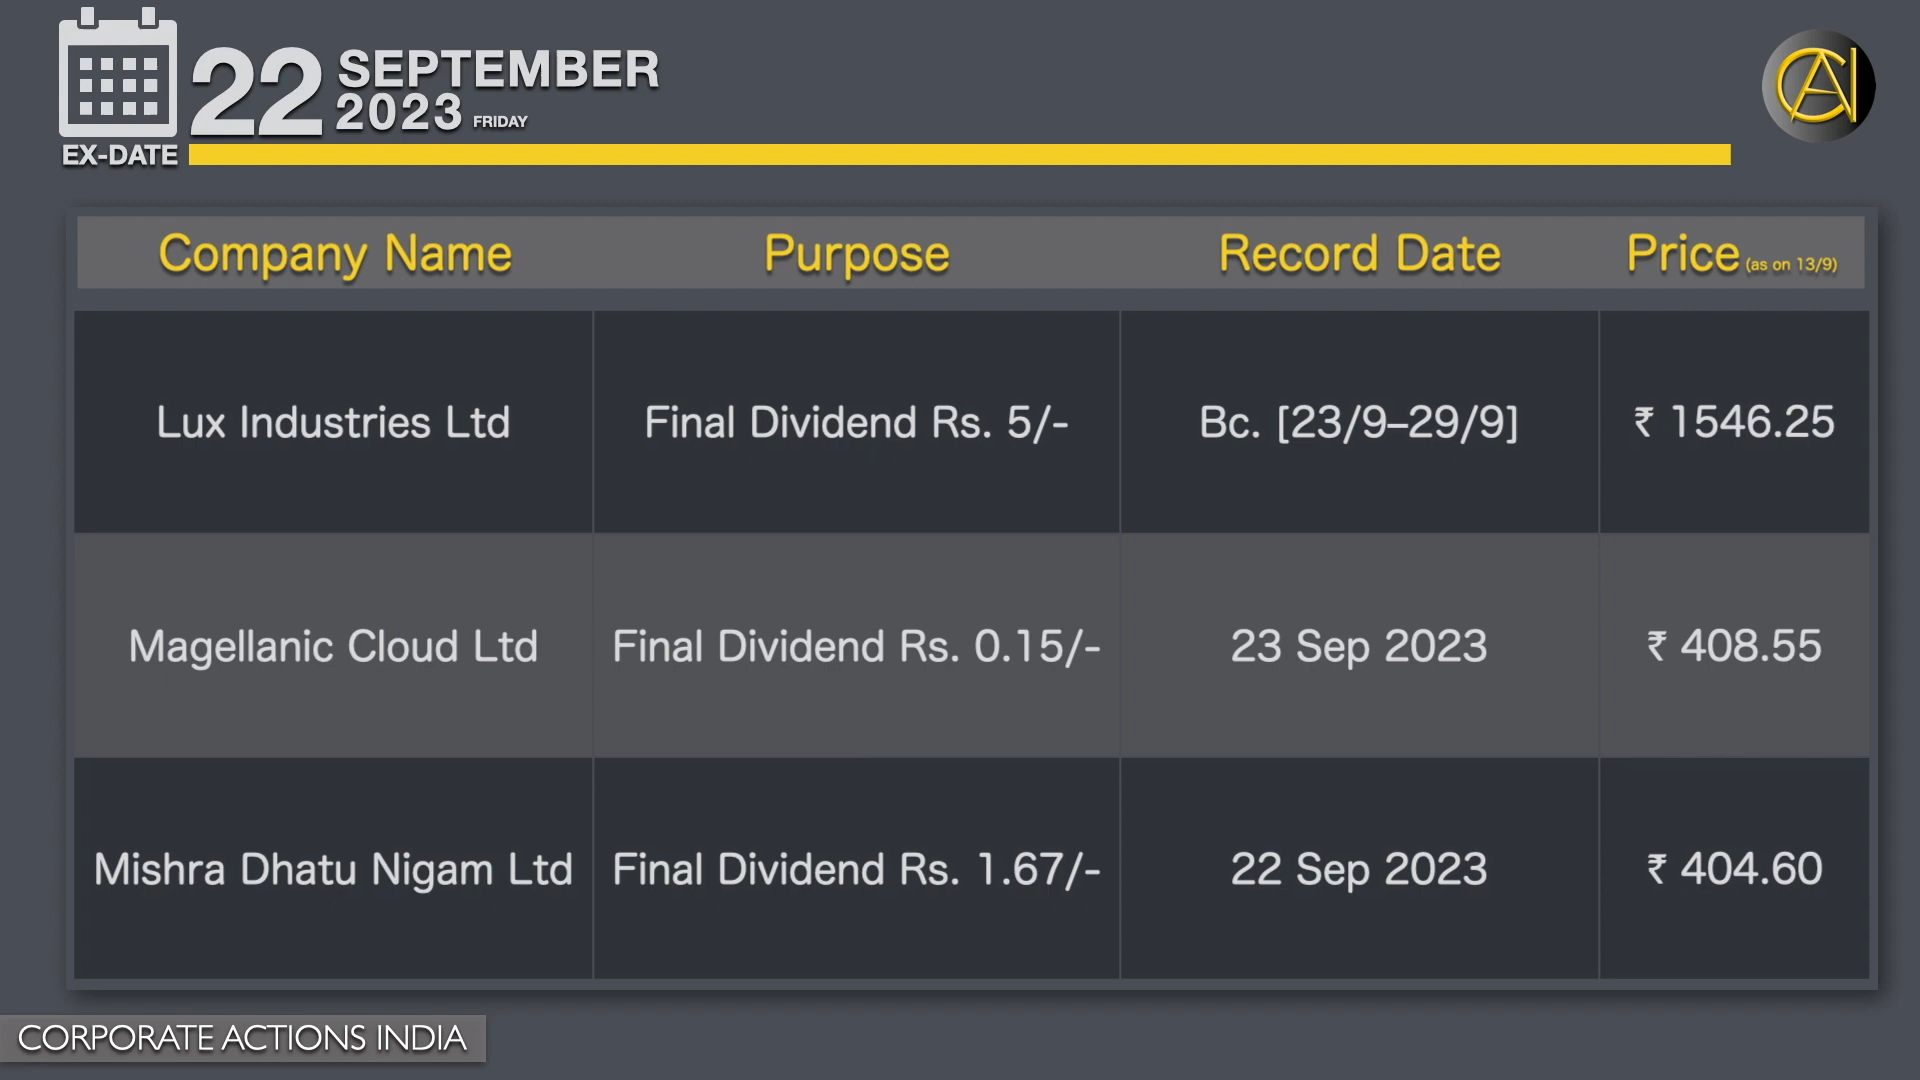 22 SEPTEMBER
2023 FRIDAY
EX-DATE
CAI
Company Name Purpose Record Date Price (as on 13/9)
Lux Industries Ltd Final Dividend Rs. 5/- Bc. [23/9–29/9] ₹ 1546.25
Magellanic Cloud Ltd Final Dividend Rs. 0.15/- 23 Sep 2023 ₹ 408.55
Mishra Dhatu Nigam Ltd Final Dividend Rs. 1.67/- 22 Sep 2023 ₹ 404.60
CORPORATE ACTIONS INDIA